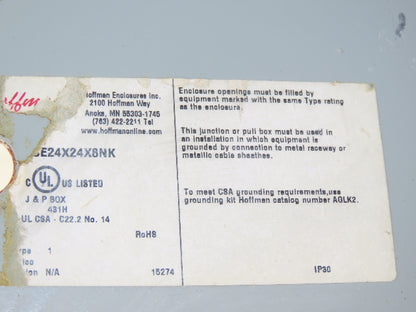 Hoffman Enclosures Inc.
2100 Hoffman Way
Anoka, MN 55303-1745
(763) 422-2211 Tel
www.hoffmanonline.com
SE24X24X8NK
C UL US LISTED
J & P BOX
431H
UL CSA - C22.2 No. 14
RoHS
Type 1
N/A
15274
Enclosure openings must be filled by
equipment marked with the same Type rating
as the enclosure.
This junction or pull box must be used in
an installation in which equipment is
grounded by connection to metal raceway or
metallic cable sheathes.
To meet CSA grounding requirements,use
grounding kit Hoffman catalog number AGLK2.
IP30